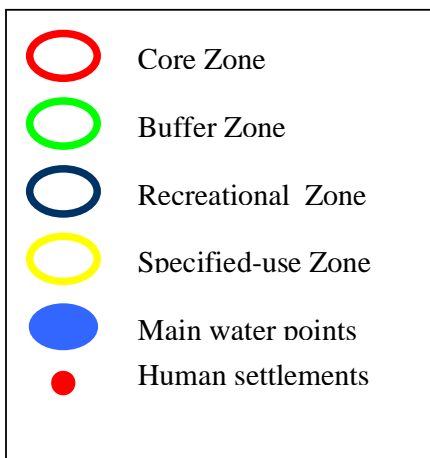 Core Zone
Buffer Zone
Recreational Zone
Specified-use Zone
Main water points
Human settlements